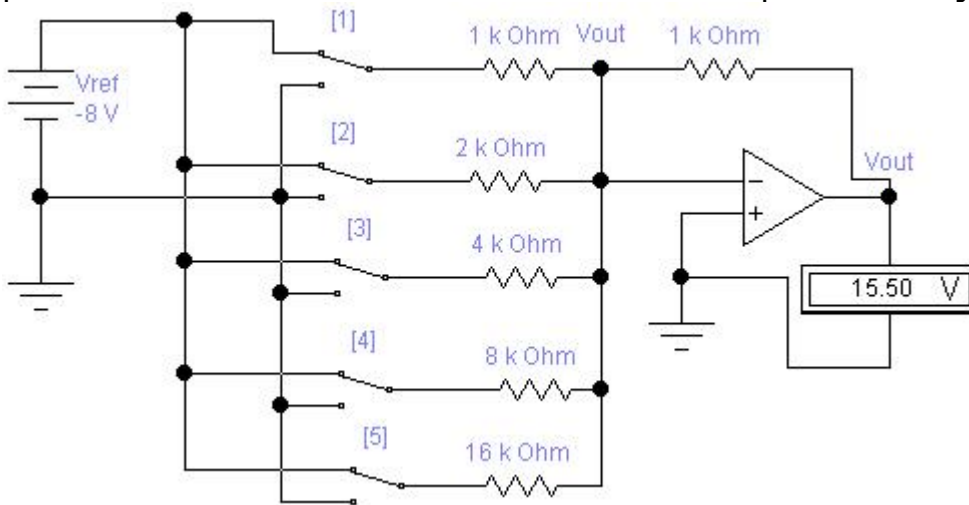 [1]
1 k Ohm
Vout
1 k Ohm
Vref
-8 V
[2]
2 k Ohm
Vout
-
+
[3]
4 k Ohm
15.50 V
[4]
8 k Ohm
[5]
16 k Ohm